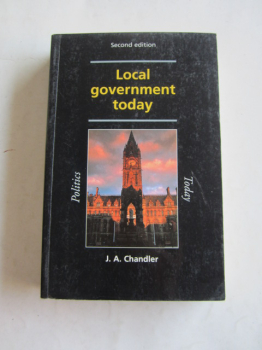 Second edition
Local
government
today
Politics
Today
J. A. Chandler